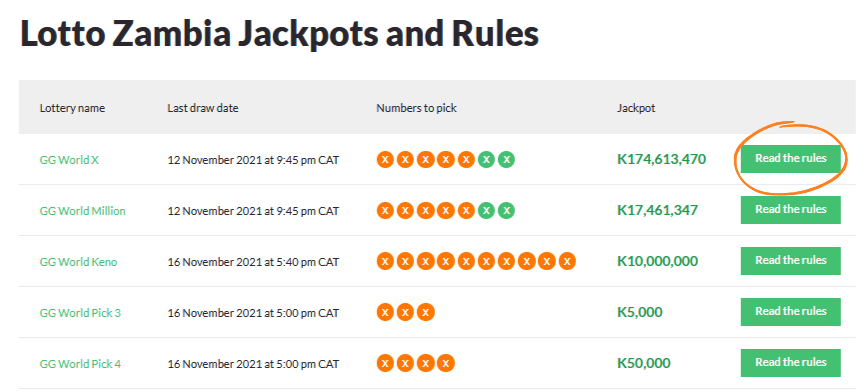 Lotto Zambia Jackpots and Rules
Lottery name Last draw date Numbers to pick Jackpot
GG World X 12 November 2021 at 9:45 pm CAT X X X X X X X K174,613,470 Read the rules
GG World Million 12 November 2021 at 9:45 pm CAT X X X X X X X K17,461,347 Read the rules
GG World Keno 16 November 2021 at 5:40 pm CAT X X X X X X X X X X K10,000,000 Read the rules
GG World Pick 3 16 November 2021 at 5:00 pm CAT X X X K5,000 Read the rules
GG World Pick 4 16 November 2021 at 5:00 pm CAT X X X X K50,000 Read the rules